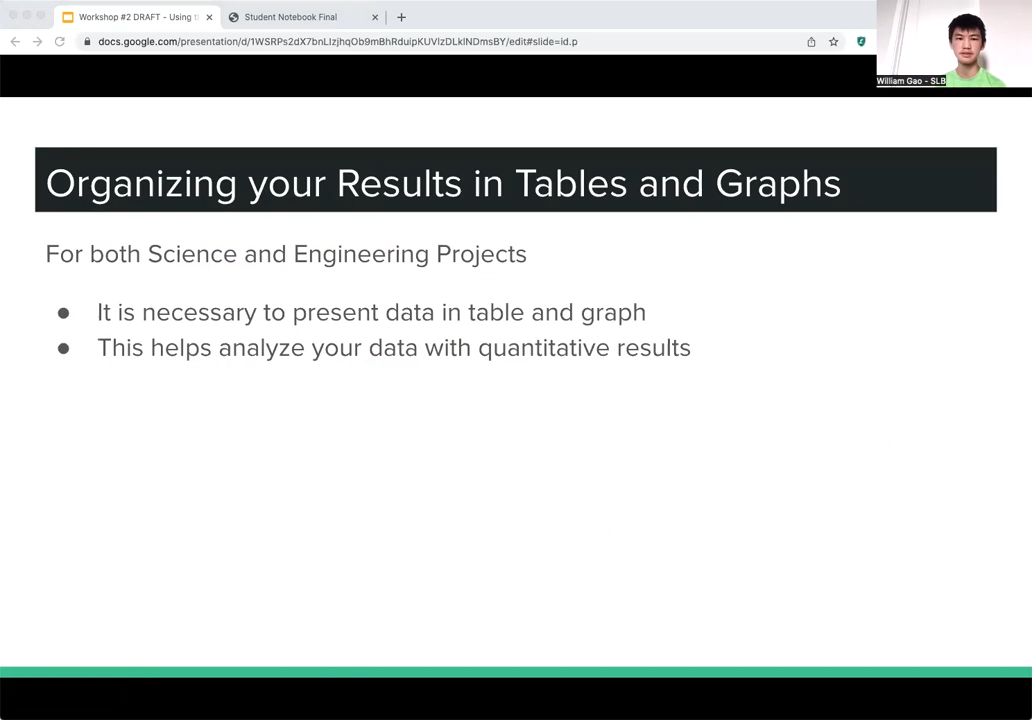 Workshop #2 DRAFT - Using t
Student Notebook Final
docs.google.com/presentation/d/1WSRPs2dX7bnLIzjhqOb9mBhRduipKUVlzDLklNDmsBY/edit#slide=id.p
William Gao - SLB
Organizing your Results in Tables and Graphs
For both Science and Engineering Projects
● It is necessary to present data in table and graph
● This helps analyze your data with quantitative results